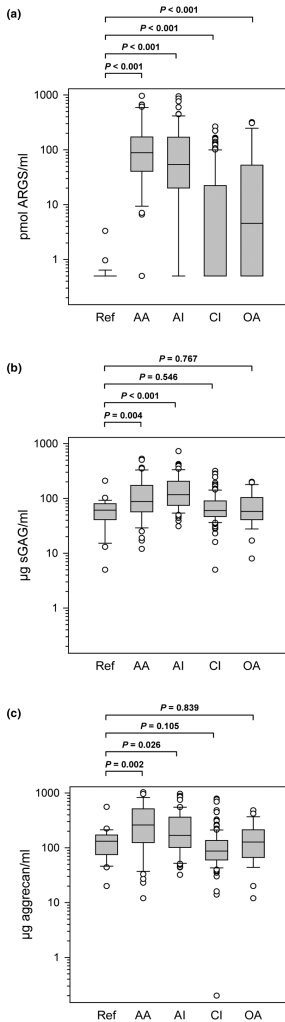 (a)
P < 0.001
P < 0.001
P < 0.001
P < 0.001
1000
100
10
1
pmol ARGS/ml
Ref AA AI CI OA
(b)
P = 0.767
P = 0.546
P < 0.001
P = 0.004
1000
100
10
1
µg sGAG/ml
Ref AA AI CI OA
(c)
P = 0.839
P = 0.105
P = 0.026
P = 0.002
1000
100
10
1
µg aggrecan/ml
Ref AA AI CI OA